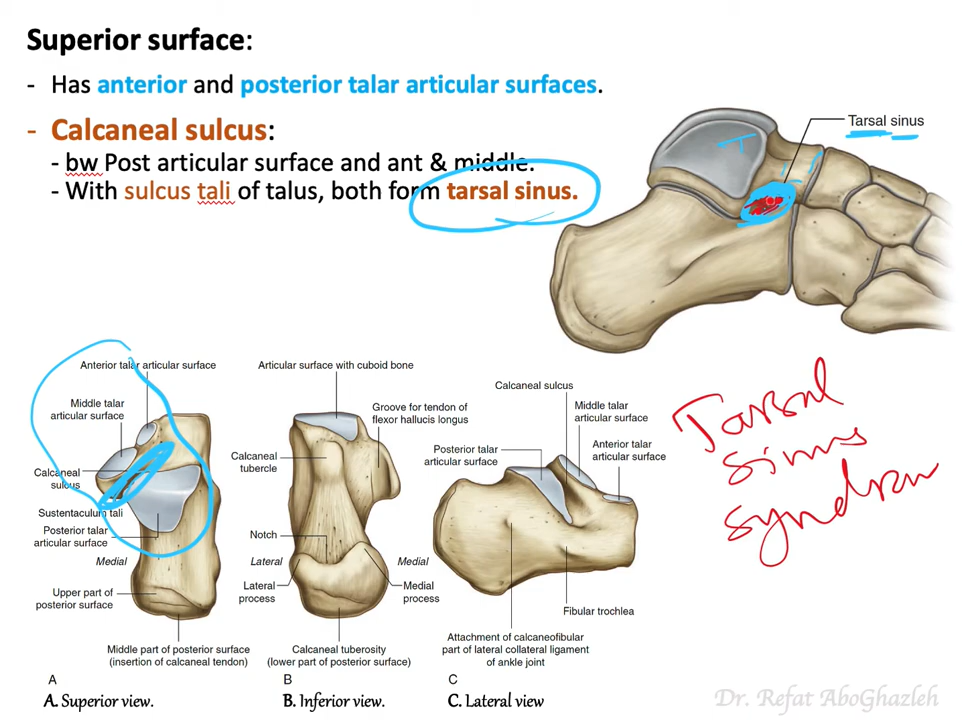 Superior surface:
- Has anterior and posterior talar articular surfaces.
- Calcaneal sulcus:
- bw Post articular surface and ant & middle.
- With sulcus tali of talus, both form tarsal sinus.
Tarsal sinus
T
Tarsal
sinus
Anterior talar articular surface
Middle talar
articular surface
Calcaneal
sulcus
Sustentaculum tali
Posterior talar
articular surface
Medial
Upper part of
posterior surface
Middle part of posterior surface
(insertion of calcaneal tendon)
A
A. Superior view.
Articular surface with cuboid bone
Groove for tendon of
flexor hallucis longus
Calcaneal
tubercle
Notch
Lateral
Medial
Lateral
process
Medial
process
Calcaneal tuberosity
(lower part of posterior surface)
B
B. Inferior view.
Calcaneal sulcus
Middle talar
articular surface
Posterior talar
articular surface
Anterior talar
articular surface
Fibular trochlea
Attachment of calcaneofibular
part of lateral collateral ligament
of ankle joint
C
C. Lateral view
Dr. Refat AboGhazleh